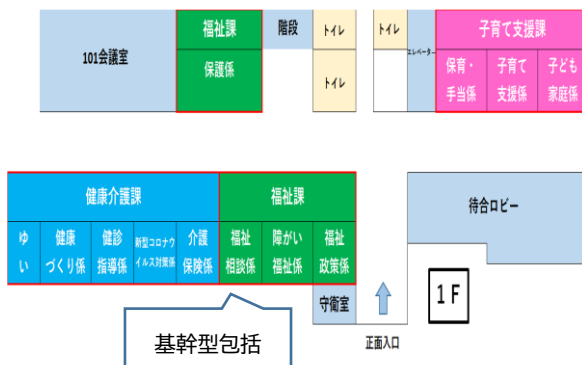 101会議室
福祉課
保護係
階段
トイレ
トイレ
トイレ
エレベーター
子育て支援課
保育・
手当係
子育て
支援係
子ども
家庭係
健康介護課
ゆ
い
健康
づくり係
健診
指導係
新型コロナウ
イルス対策係
介護
保険係
福祉課
福祉
相談係
障がい
福祉係
福祉
政策係
待合ロビー
守衛室
1F
正面入口
基幹型包括